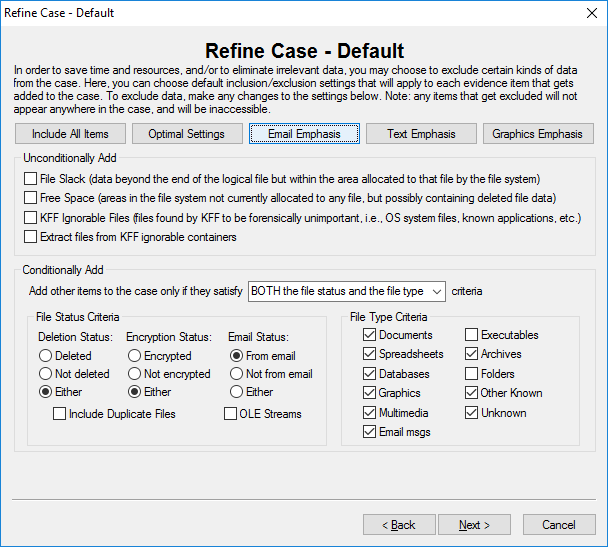 Refine Case - Default
Refine Case - Default
In order to save time and resources, and/or to eliminate irrelevant data, you may choose to exclude certain kinds of data
from the case. Here, you can choose default inclusion/exclusion settings that will apply to each evidence item that gets
added to the case. To exclude data, make any changes to the settings below. Note: any items that get excluded will not
appear anywhere in the case, and will be inaccessible.
Include All Items Optimal Settings Email Emphasis Text Emphasis Graphics Emphasis
Unconditionally Add
File Slack (data beyond the end of the logical file but within the area allocated to that file by the file system)
Free Space (areas in the file system not currently allocated to any file, but possibly containing deleted file data)
KFF Ignorable Files (files found by KFF to be forensically unimportant, i.e., OS system files, known applications, etc.)
Extract files from KFF ignorable containers
Conditionally Add
Add other items to the case only if they satisfy BOTH the file status and the file type criteria
File Status Criteria
Deletion Status: Encryption Status: Email Status:
Deleted Encrypted From email
Not deleted Not encrypted Not from email
Either Either Either
Include Duplicate Files OLE Streams
File Type Criteria
Documents Executables
Spreadsheets Archives
Databases Folders
Graphics Other Known
Multimedia Unknown
Email msgs
< Back Next > Cancel